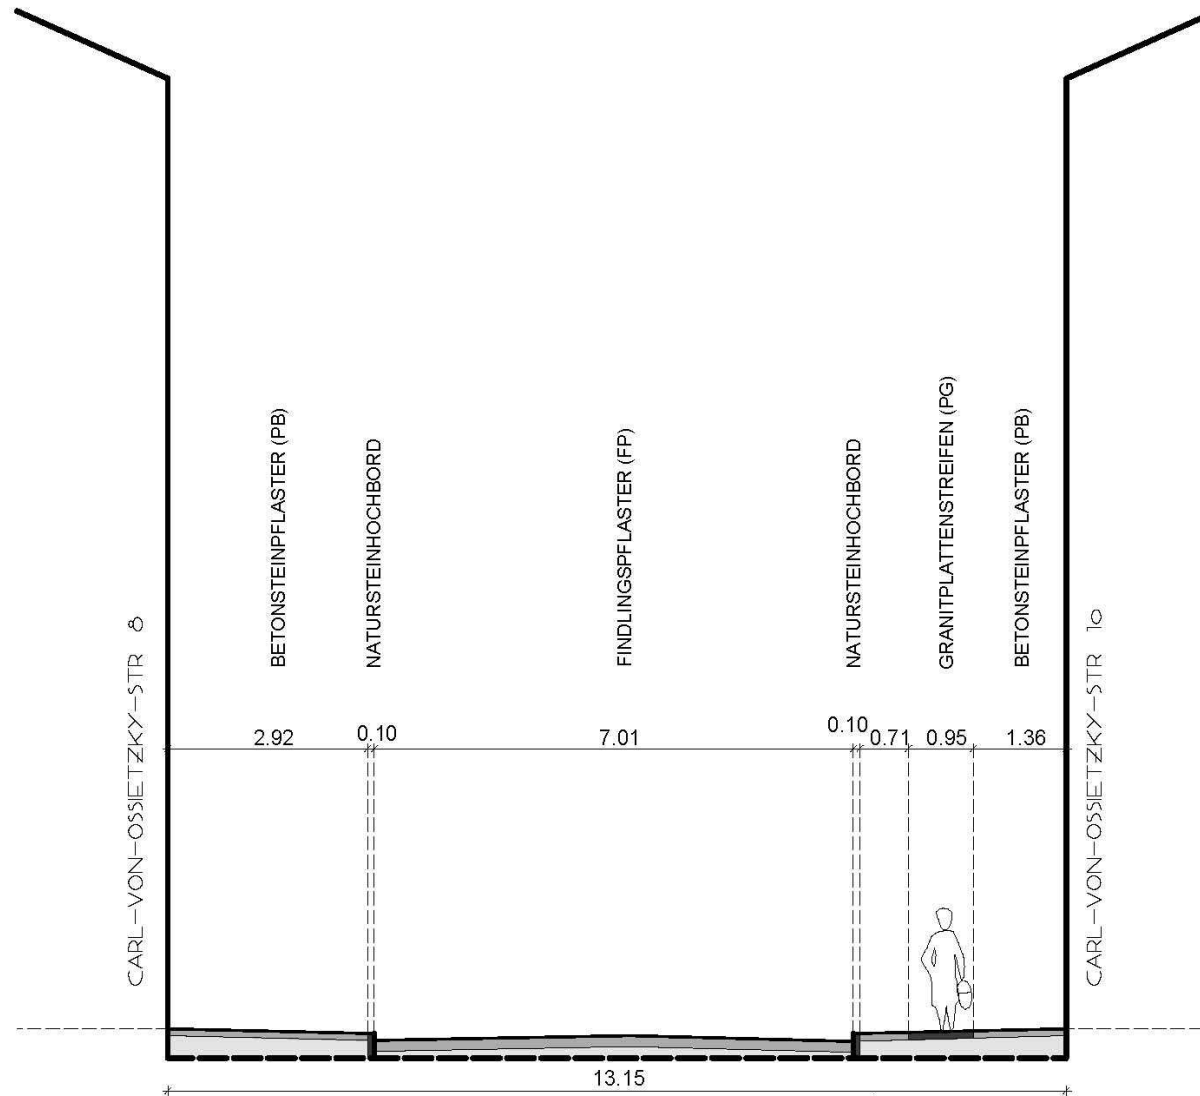 CARL-VON-OSSIETZKY-STR 8
BETONSTEINPFLASTER (PB)
NATURSTEINHOCHBORD
FINDLINGSPFLASTER (FP)
NATURSTEINHOCHBORD
GRANITPLATTENSTREIFEN (PG)
BETONSTEINPFLASTER (PB)
CARL-VON-OSSIETZKY-STR 10
2.92
0.10
7.01
0.10
0.71
0.95
1.36
13.15